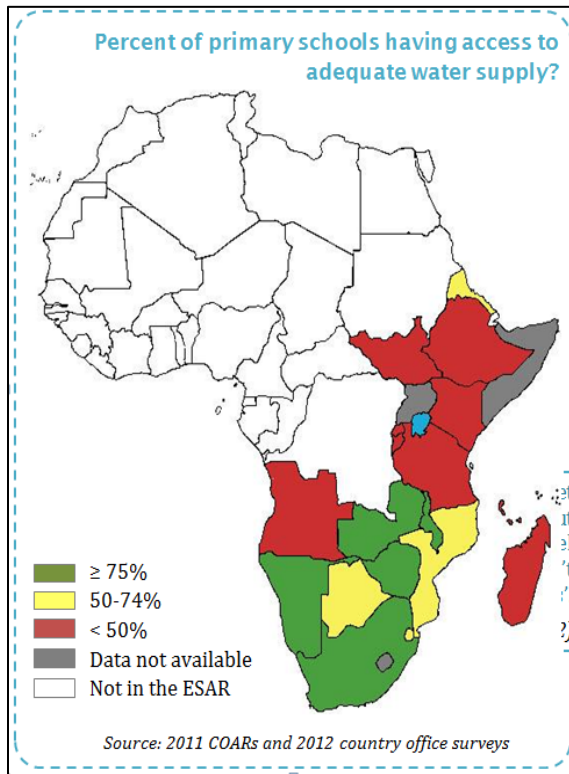 Percent of primary schools having access to
adequate water supply?
≥ 75%
50-74%
< 50%
Data not available
Not in the ESAR
Source: 2011 COARs and 2012 country office surveys